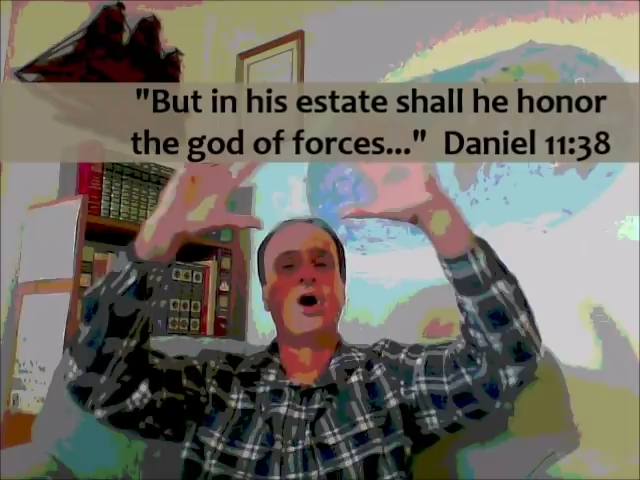 "But in his estate shall he honor
the god of forces..." Daniel 11:38